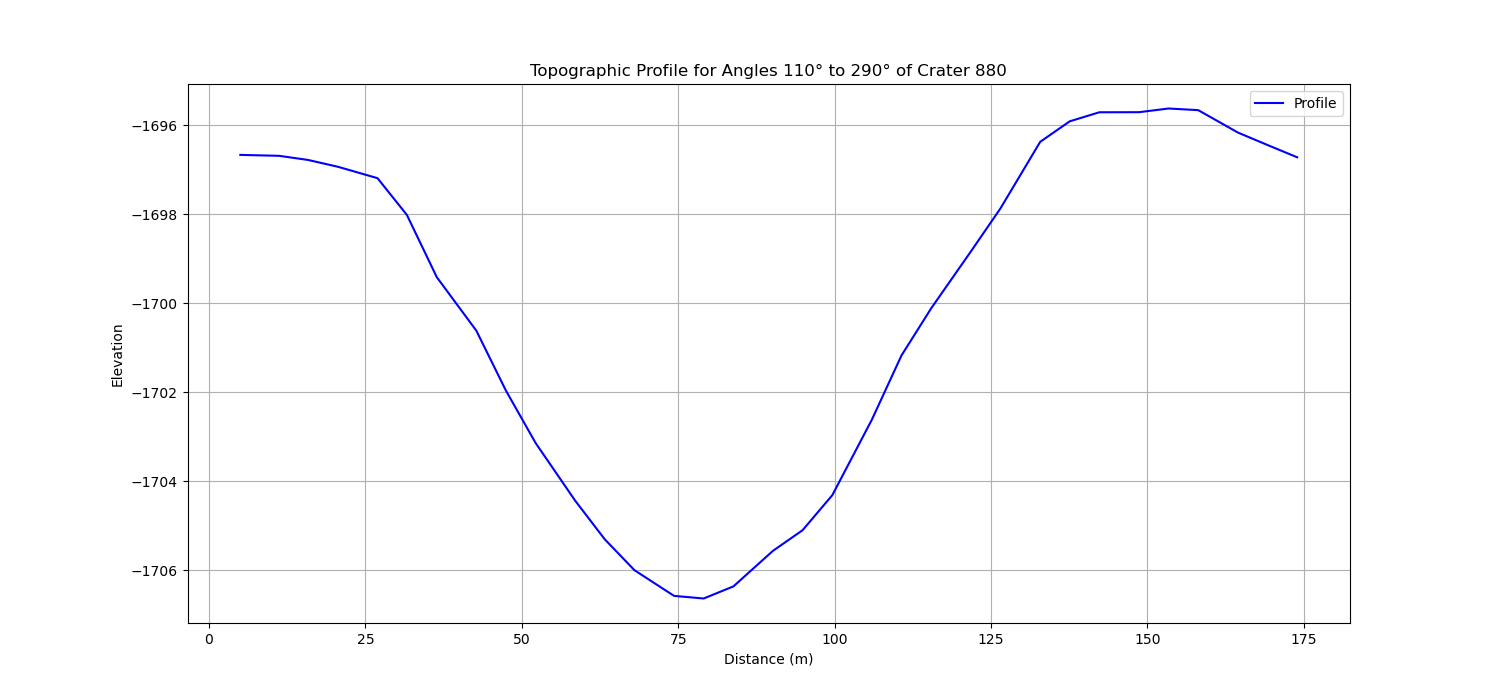 Topographic Profile for Angles 110° to 290° of Crater 880
Profile
−1696
−1698
−1700
−1702
−1704
−1706
Elevation
0 25 50 75 100 125 150 175
Distance (m)